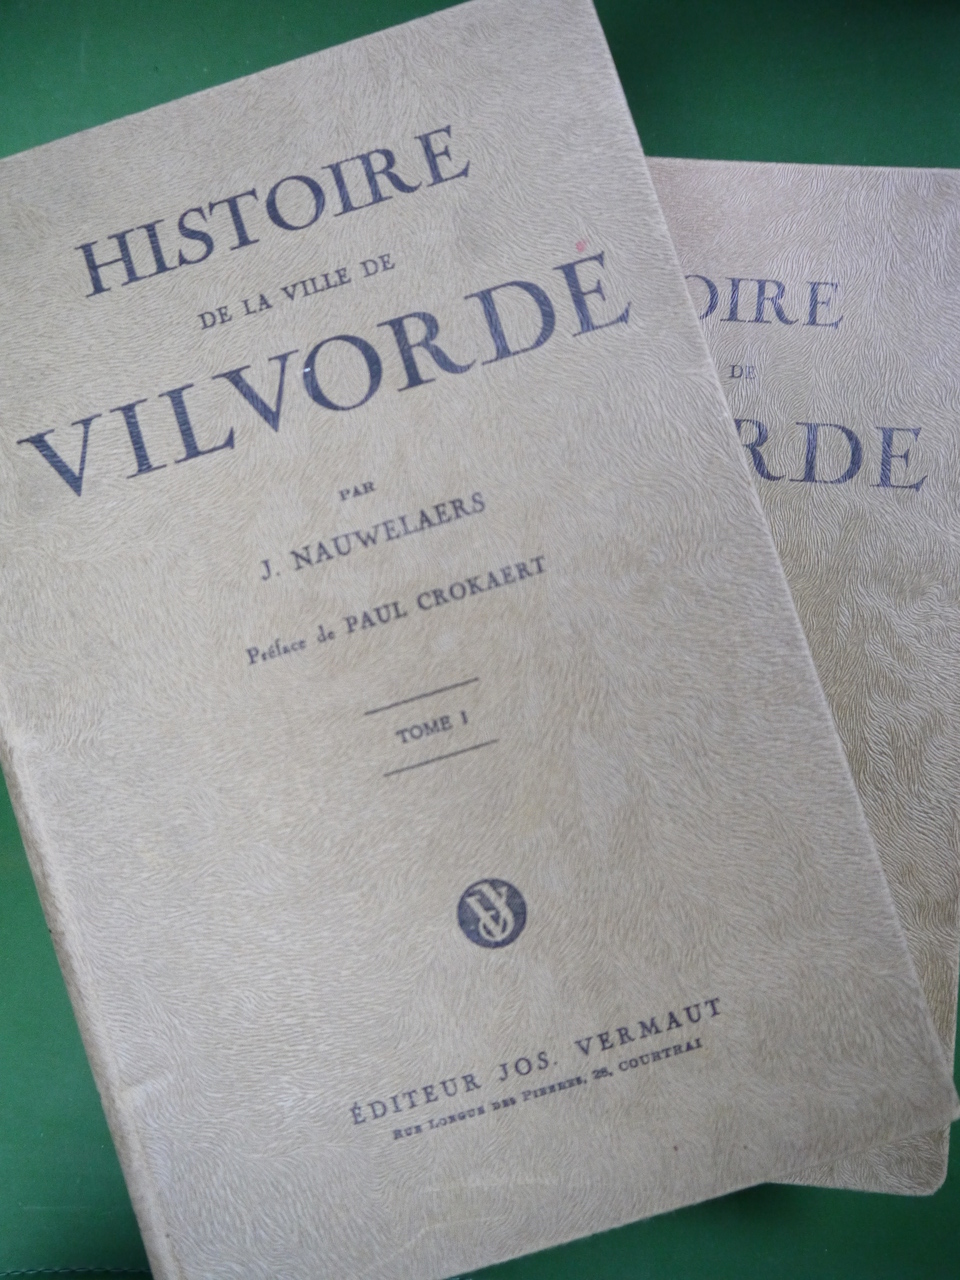 HISTOIRE
DE LA VILLE DE
VILVORDE
PAR
J. NAUWELAERS
Préface de PAUL CROKAERT
TOME I
JV
ÉDITEUR JOS. VERMAUT
RUE LONGUE DES PIERRES, 28, COURTRAI
OIRE
DE
RDE